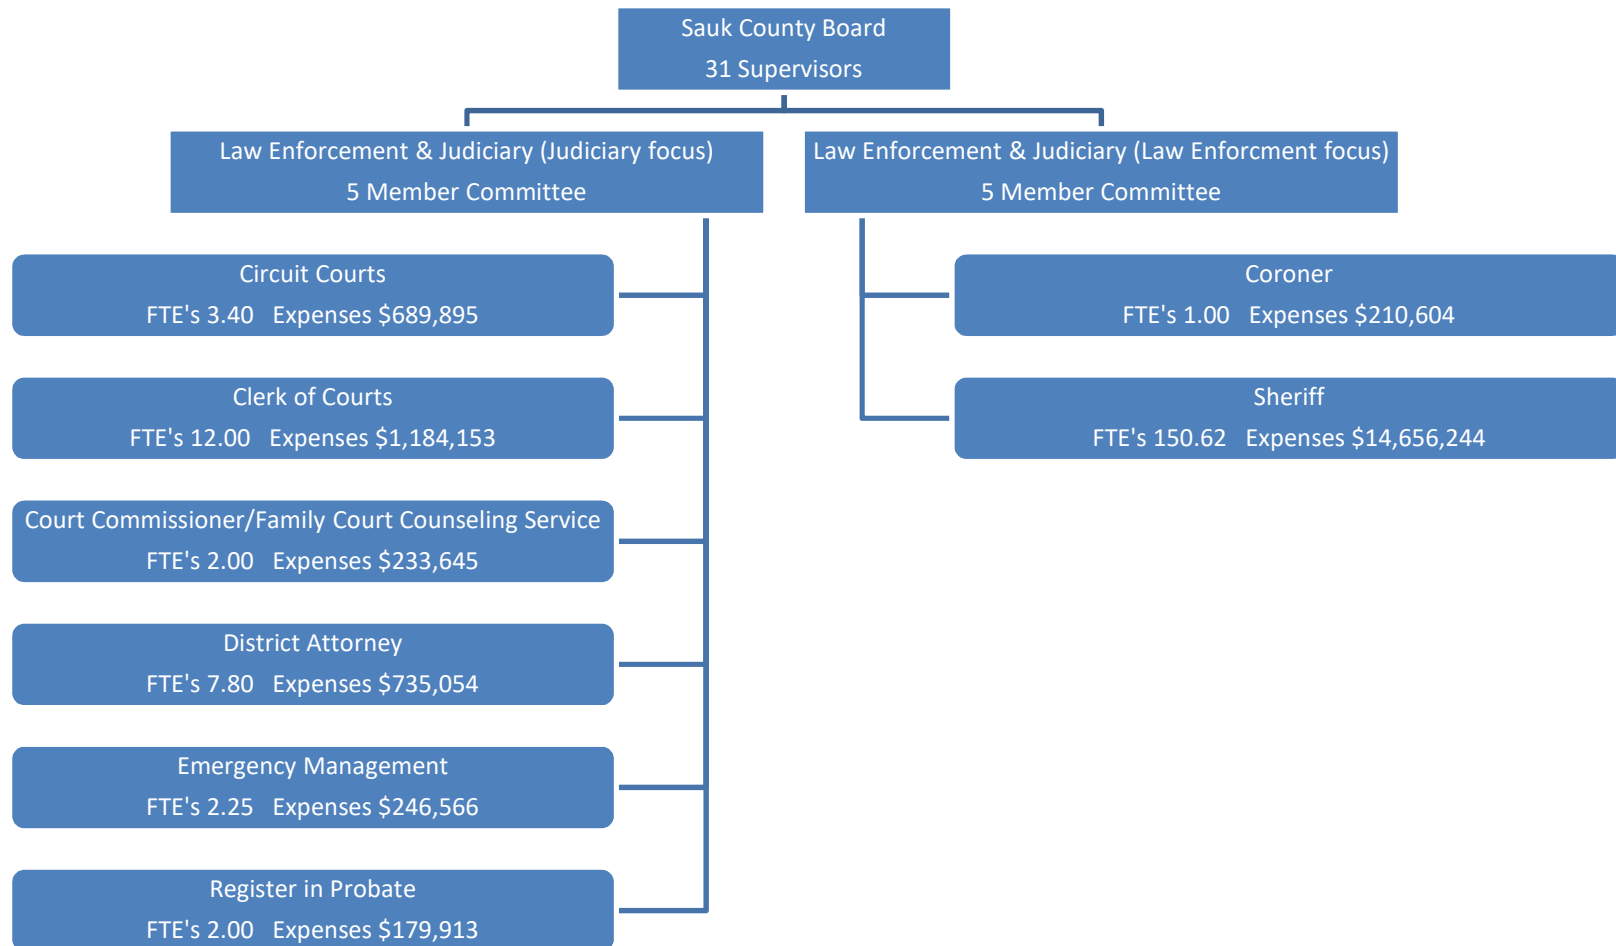 Sauk County Board
31 Supervisors
Law Enforcement & Judiciary (Judiciary focus)
5 Member Committee
Law Enforcement & Judiciary (Law Enforcment focus)
5 Member Committee
Circuit Courts
FTE's 3.40   Expenses $689,895
Clerk of Courts
FTE's 12.00   Expenses $1,184,153
Court Commissioner/Family Court Counseling Service
FTE's 2.00   Expenses $233,645
District Attorney
FTE's 7.80   Expenses $735,054
Emergency Management
FTE's 2.25   Expenses $246,566
Register in Probate
FTE's 2.00   Expenses $179,913
Coroner
FTE's 1.00   Expenses $210,604
Sheriff
FTE's 150.62   Expenses $14,656,244